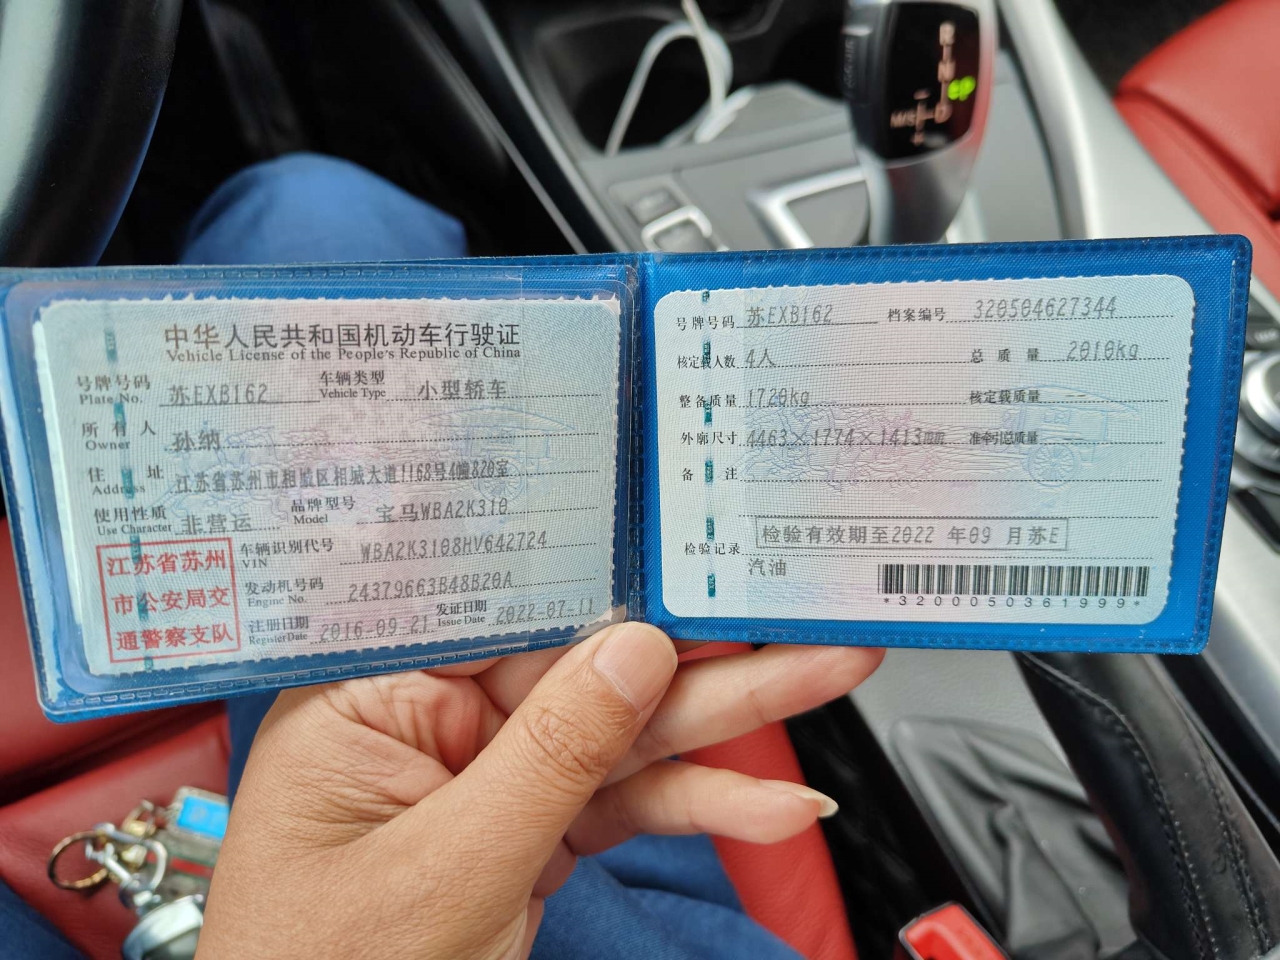 中华人民共和国机动车行驶证
Vehicle License of the People's Republic of China
号牌号码 苏EXB162 车辆类型 小型轿车
Plate No. Vehicle Type
所有人 孙纳
Owner
住址 江苏省苏州市相城区相城大道1168号4幢820室
Address
使用性质 非营运 品牌型号 宝马WBA2K310
Use Character Model
江苏省苏州
市公安局交
通警察支队
车辆识别代号 WBA2K3108HV642724
VIN
发动机号码 24379663B48B20A
Engine No.
注册日期 2016-09-21 发证日期 2022-07-11
Register Date Issue Date
号牌号码 苏EXB162 档案编号 320504627344
核定载人数 4人 总质量 2010kg
整备质量 1720kg 核定载质量 --
外廓尺寸 4463×1774×1413mm 准牵引总质量 --
备注
检验记录 检验有效期至2022 年09 月苏E
汽油
*3200050361999*
R
N
D
M/S